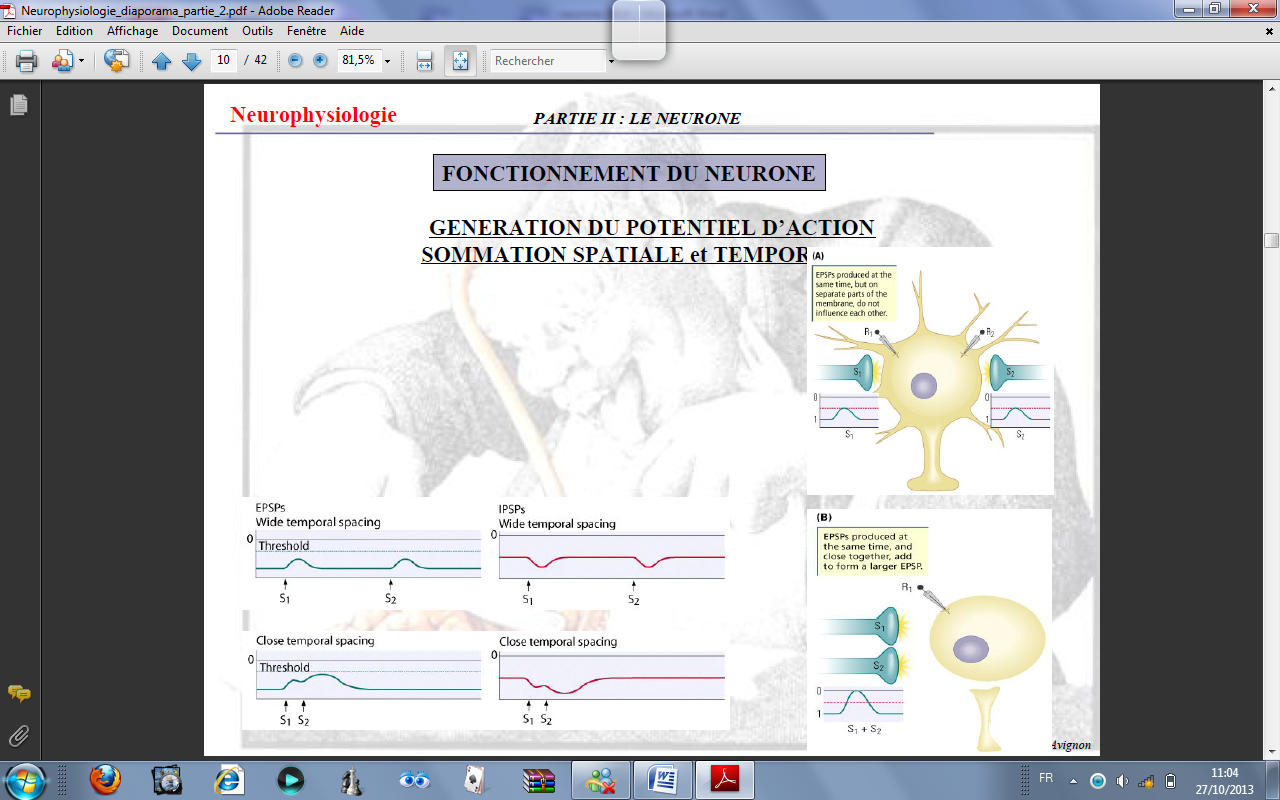 Neurophysiologie_diaporama_partie_2.pdf - Adobe Reader
Fichier Edition Affichage Document Outils Fenêtre Aide
10 / 42 81,5% Rechercher
Neurophysiologie
PARTIE II : LE NEURONE
FONCTIONNEMENT DU NEURONE
GENERATION DU POTENTIEL D'ACTION
SOMMATION SPATIALE et TEMPOR
(A)
EPSPs produced at the
same time, but on
separate parts of the
membrane, do not
influence each other.
R1 R2
S1 S2
0 0
1 1
S1 S2
EPSPs
Wide temporal spacing
0
Threshold
S1 S2
IPSPs
Wide temporal spacing
0
S1 S2
Close temporal spacing
0
Threshold
S1 S2
Close temporal spacing
0
S1 S2
(B)
EPSPs produced at
the same time, and
close together, add
to form a larger EPSP.
R1
S1
S2
0
1
S1 + S2
Avignon
FR
11:04
27/10/2013